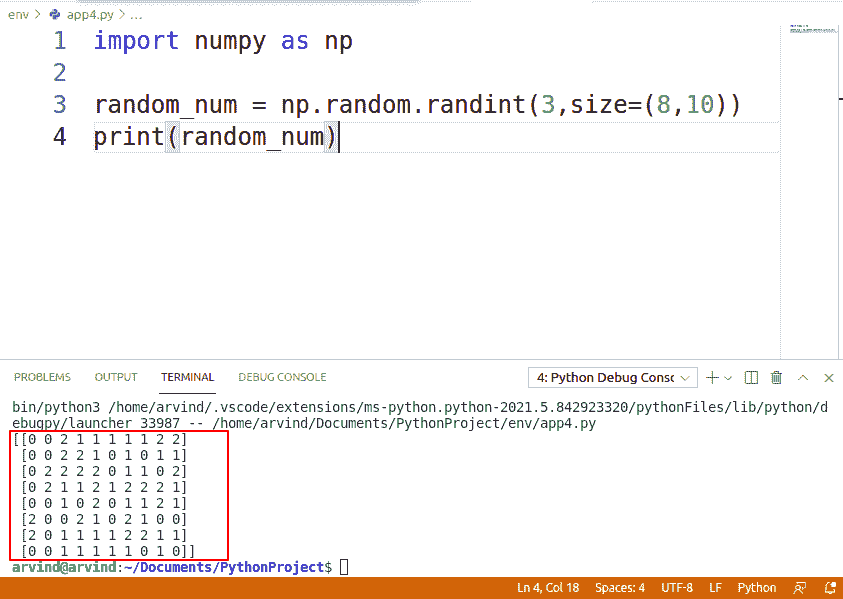 env > app4.py > ...
1 import numpy as np
2
3 random_num = np.random.randint(3,size=(8,10))
4 print(random_num)
PROBLEMS OUTPUT TERMINAL DEBUG CONSOLE 4: Python Debug Consc
bin/python3 /home/arvind/.vscode/extensions/ms-python.python-2021.5.842923320/pythonFiles/lib/python/d
ebugpy/launcher 33987 -- /home/arvind/Documents/PythonProject/env/app4.py
[[0 0 2 1 1 1 1 1 2 2]
[0 0 2 2 1 0 1 0 1 1]
[0 2 2 2 2 0 1 1 0 2]
[0 2 1 1 2 1 2 2 2 1]
[0 0 1 0 2 0 1 1 2 1]
[2 0 0 2 1 0 2 1 0 0]
[2 0 1 1 1 1 2 2 1 1]
[0 0 1 1 1 1 1 0 1 0]]
arvind@arvind:~/Documents/PythonProject$
Ln 4, Col 18 Spaces: 4 UTF-8 LF Python